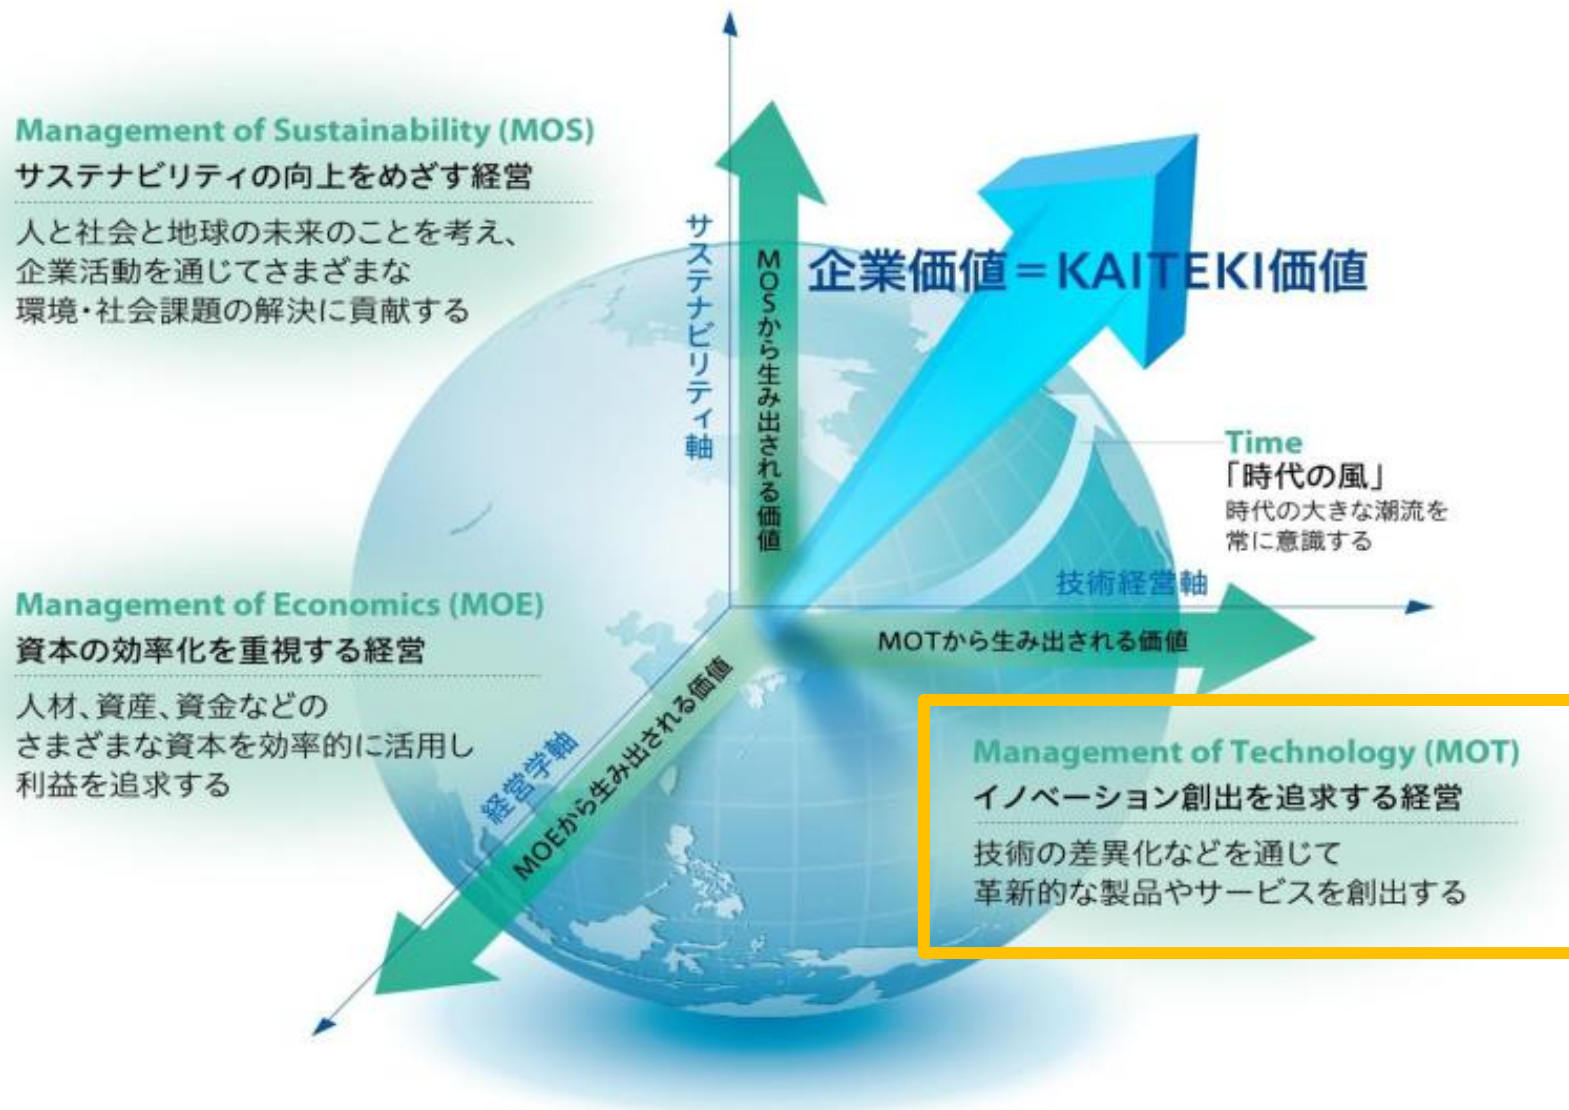 Management of Sustainability (MOS)
サステナビリティの向上をめざす経営
人と社会と地球の未来のことを考え、
企業活動を通じてさまざまな
環境・社会課題の解決に貢献する
サステナビリティ軸
MOSから生み出される価値
企業価値＝KAITEKI価値
Time
「時代の風」
時代の大きな潮流を
常に意識する
技術経営軸
MOTから生み出される価値
Management of Economics (MOE)
資本の効率化を重視する経営
人材、資産、資金などの
さまざまな資本を効率的に活用し
利益を追求する
経営学軸
MOEから生み出される価値
Management of Technology (MOT)
イノベーション創出を追求する経営
技術の差異化などを通じて
革新的な製品やサービスを創出する